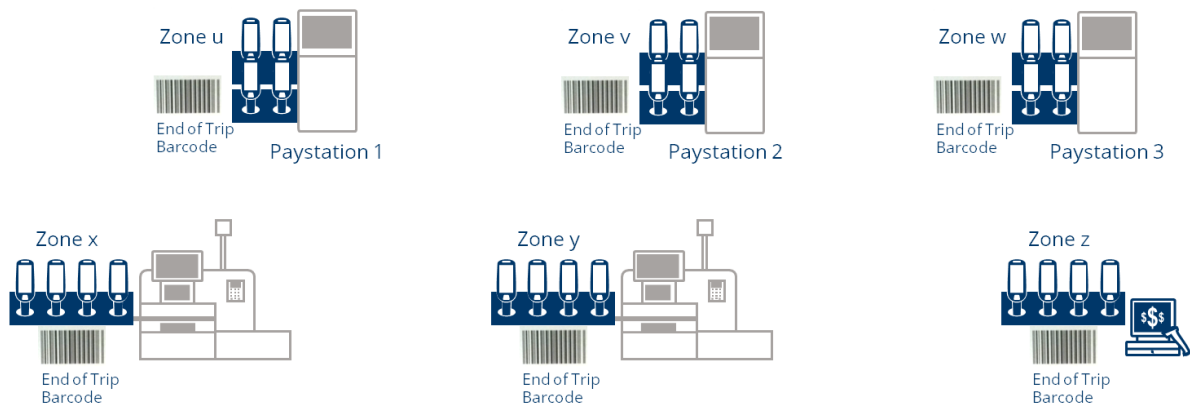 Zone u
End of Trip
Barcode
Paystation 1
Zone v
End of Trip
Barcode
Paystation 2
Zone w
End of Trip
Barcode
Paystation 3
Zone x
End of Trip
Barcode
Zone y
End of Trip
Barcode
Zone z
$$$
End of Trip
Barcode